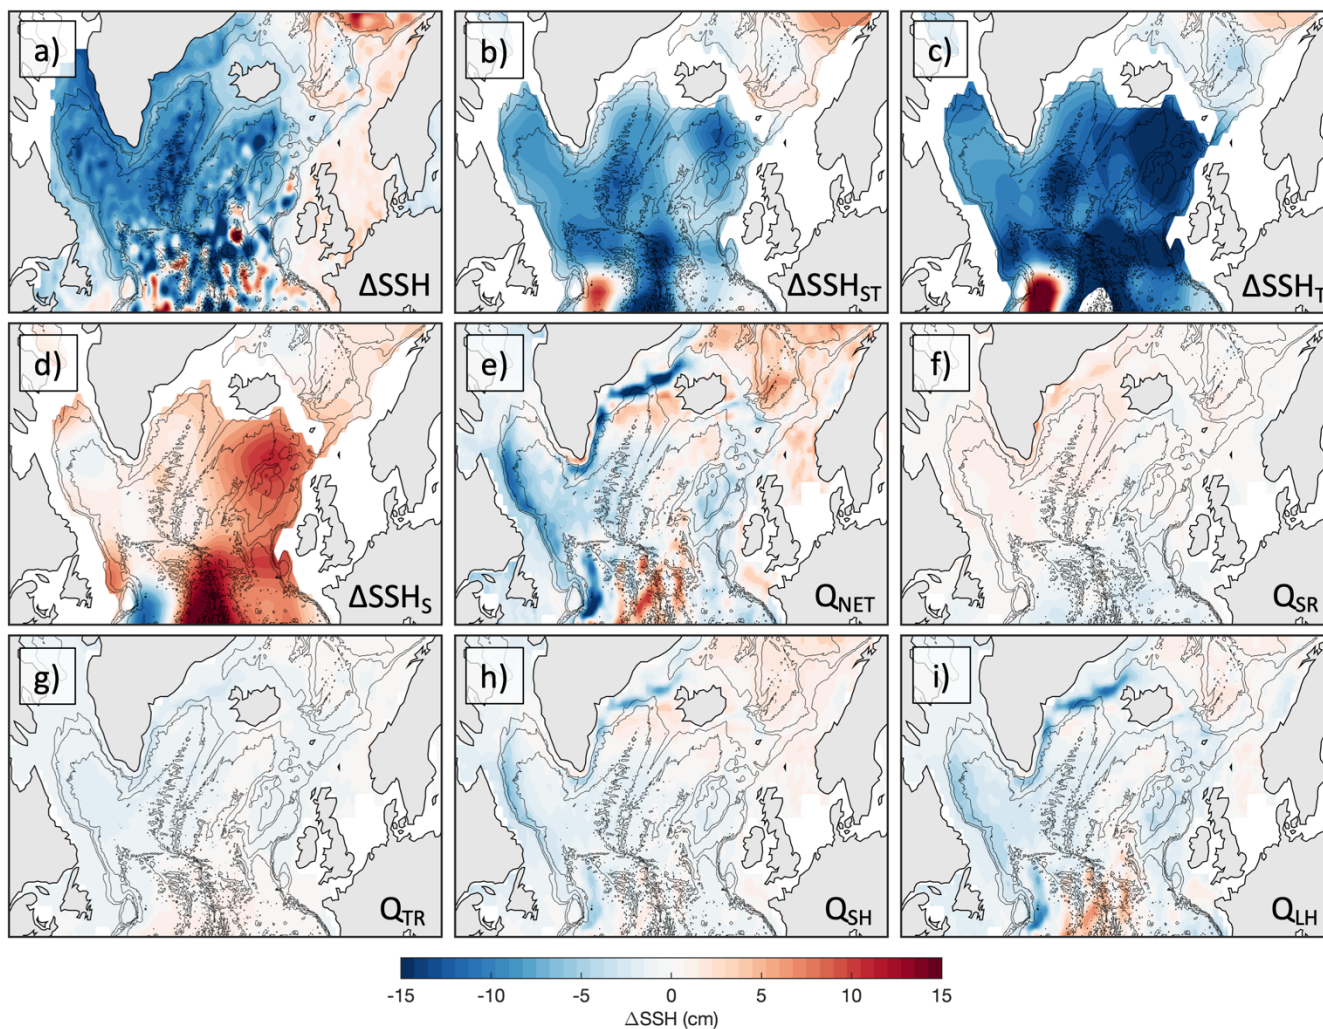 a) b) c)
ΔSSH ΔSSH_ST ΔSSH_T
d) e) f)
ΔSSH_S Q_NET Q_SR
g) h) i)
Q_TR Q_SH Q_LH
-15 -10 -5 0 5 10 15
ΔSSH (cm)